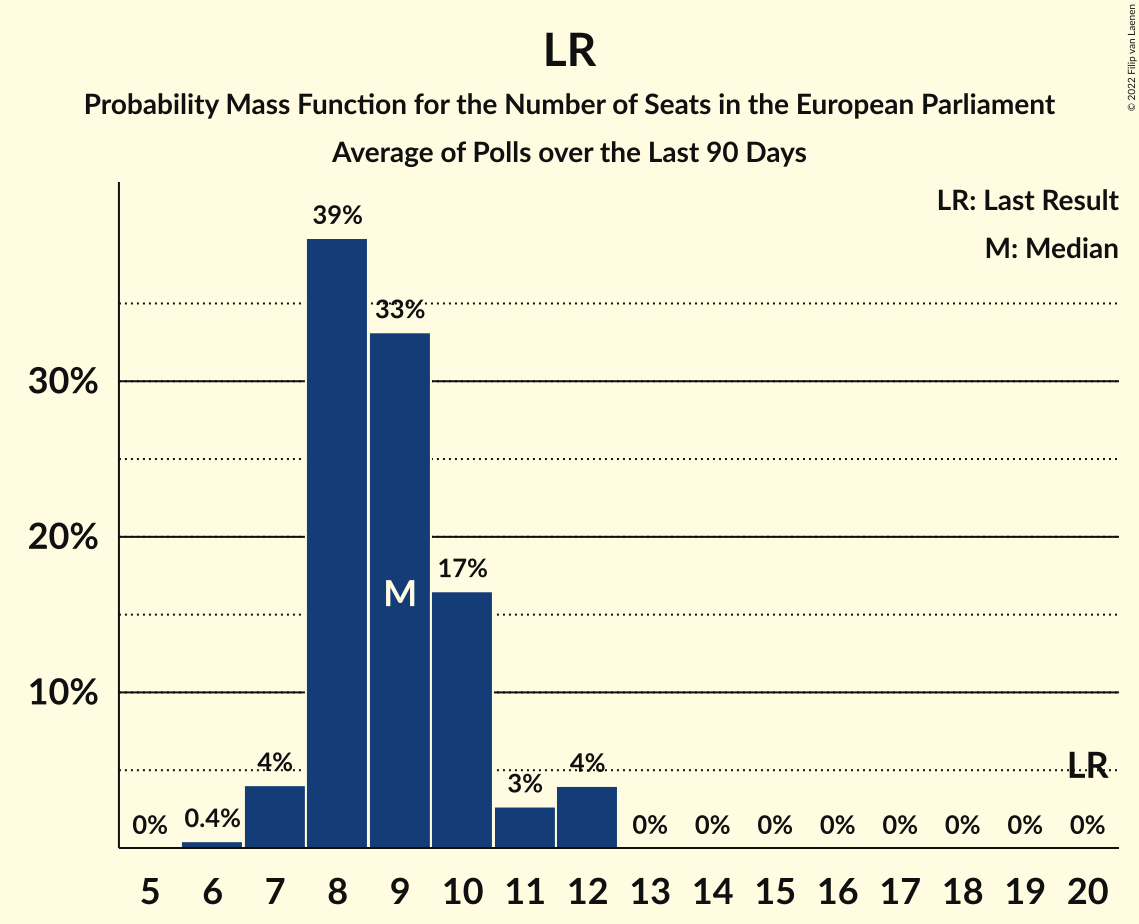 LR
Probability Mass Function for the Number of Seats in the European Parliament
Average of Polls over the Last 90 Days
© 2022 Filip van Laenen
LR: Last Result
M: Median
39%
33%
30%
20%
17%
M
10%
4%
4%
3%
LR
0%
0.4%
0%
0%
0%
0%
0%
0%
0%
0%
5 6 7 8 9 10 11 12 13 14 15 16 17 18 19 20